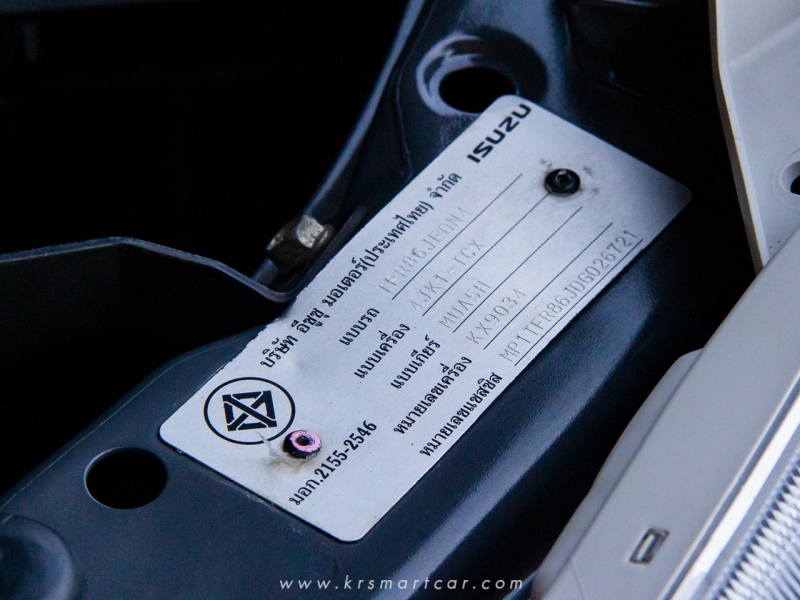 ISUZU
บริษัท อีซูซุ มอเตอร์(ประเทศไทย) จำกัด
แบบรถ TFR86JFQNA
แบบเครื่อง 4JK1-TCX
แบบเกียร์ MUA5H
หมายเลขเครื่อง KX9034
หมายเลขแชสซิส MP1TFR86JDG026721
มอก.2155-2546
www.krsmartcar.com